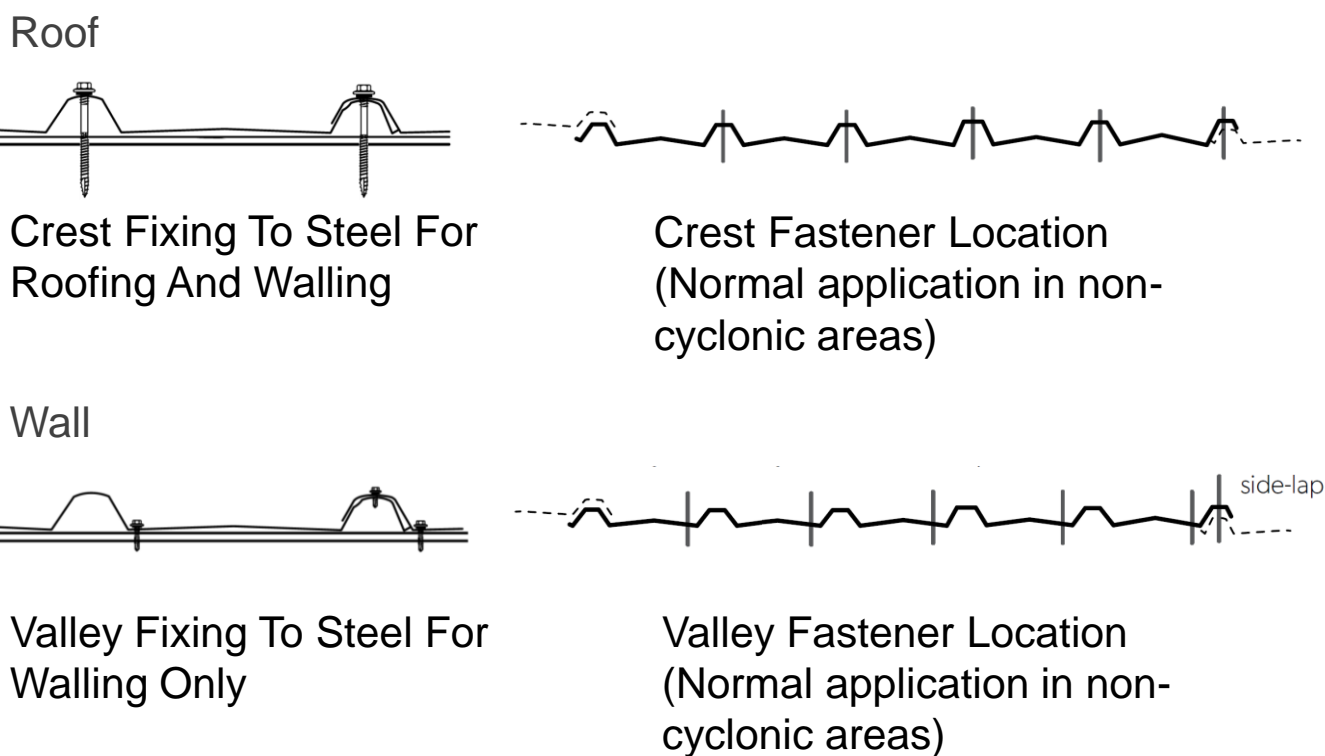 Roof
Crest Fixing To Steel For
Roofing And Walling
Crest Fastener Location
(Normal application in non-
cyclonic areas)
Wall
side-lap
Valley Fixing To Steel For
Walling Only
Valley Fastener Location
(Normal application in non-
cyclonic areas)